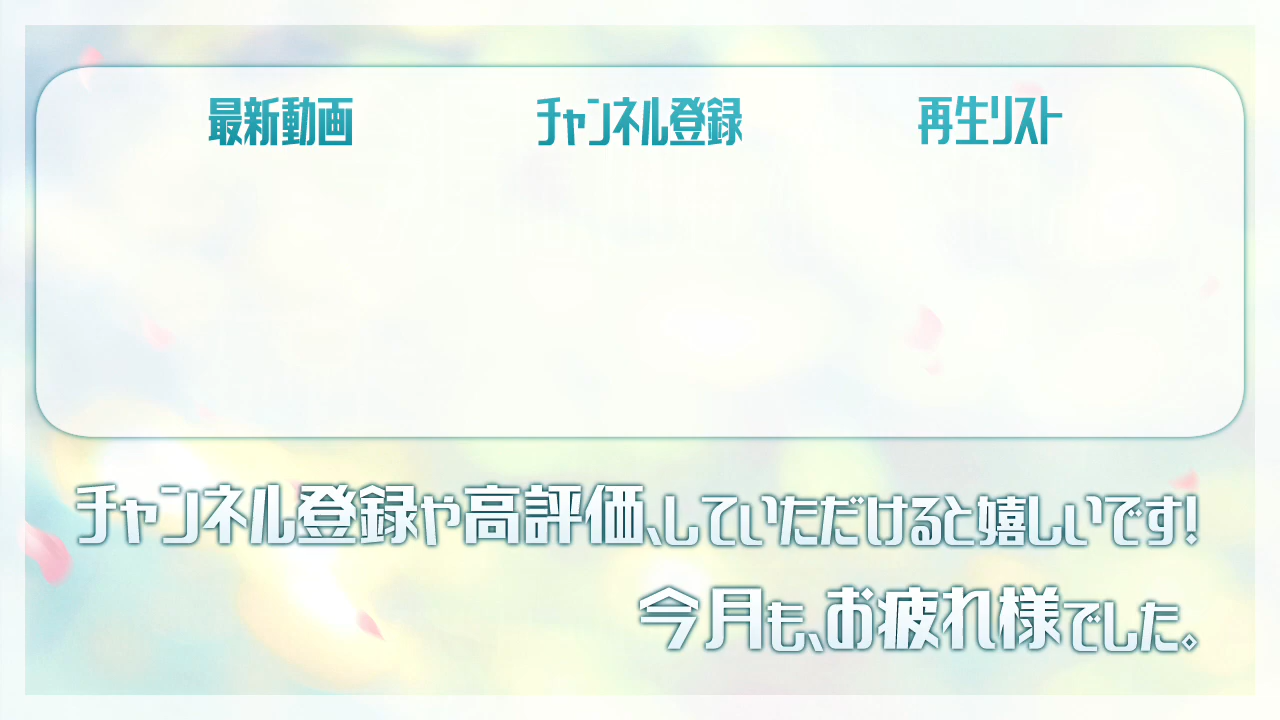 最新動画 チャンネル登録 再生リスト
チャンネル登録や高評価、していただけると嬉しいです!
今月も、お疲れ様でした。